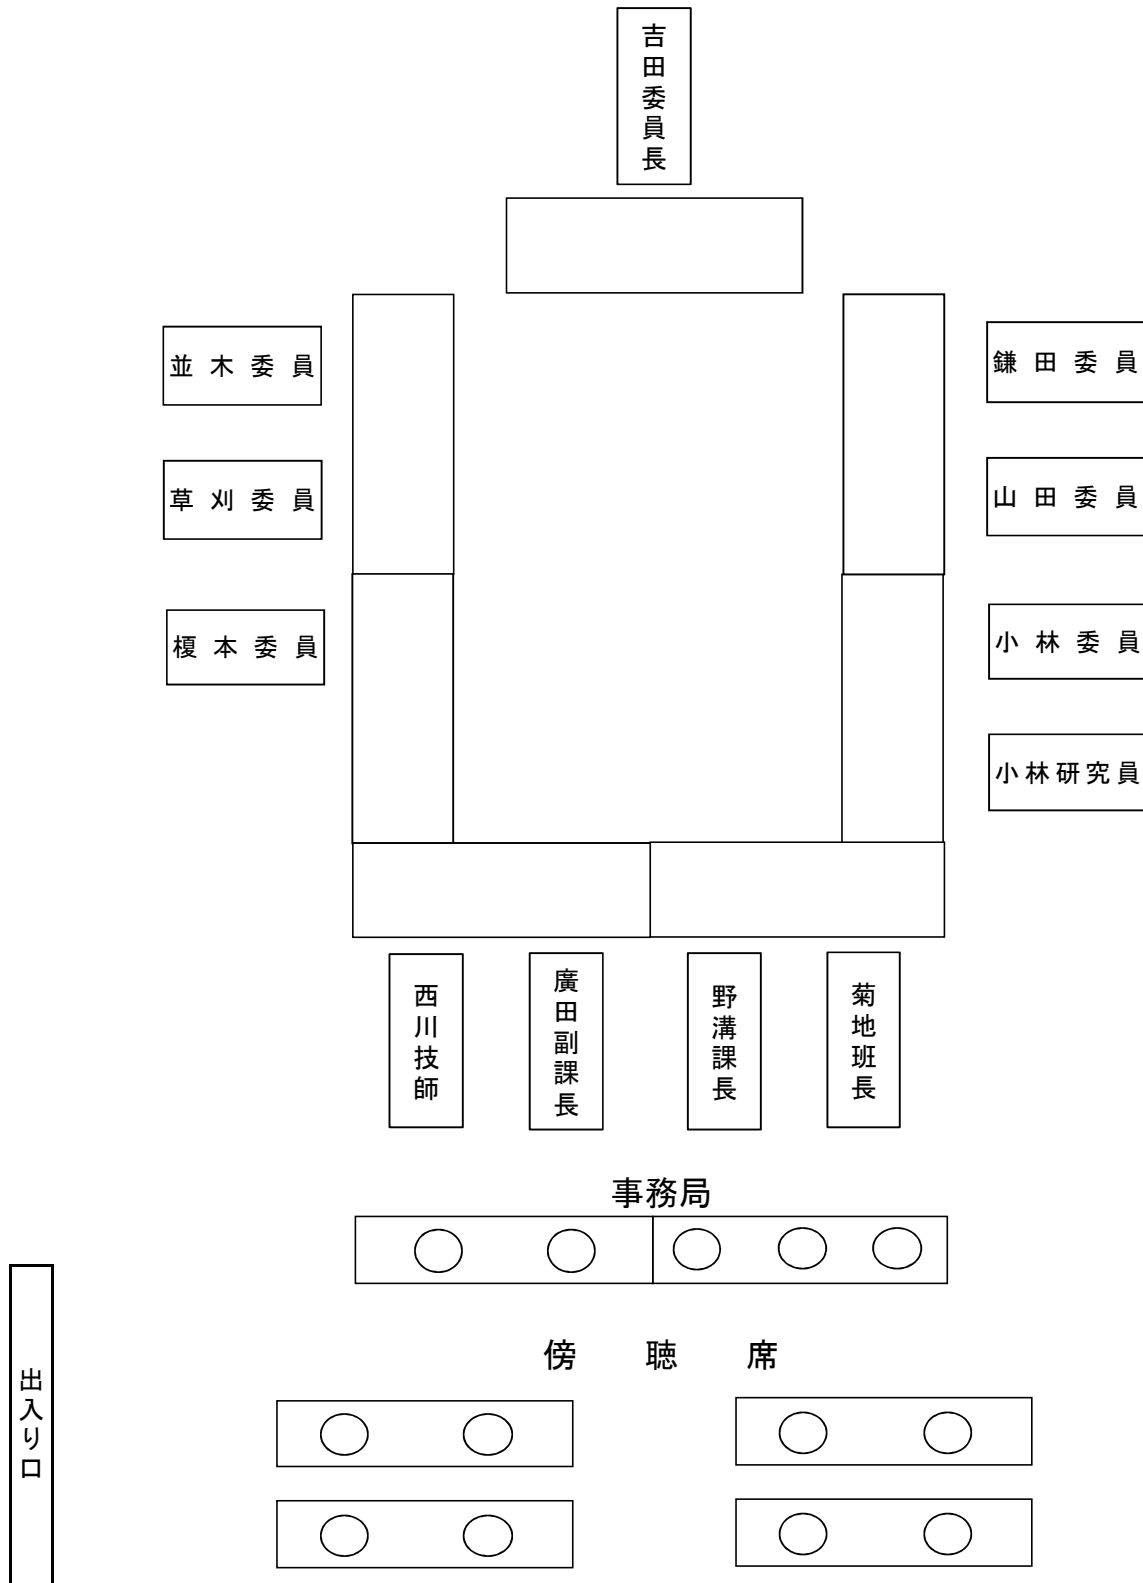 吉田委員長
並木委員
鎌田委員
草刈委員
山田委員
榎本委員
小林委員
小林研究員
西川技師
廣田副課長
野溝課長
菊地班長
事務局
傍聴席
出入り口